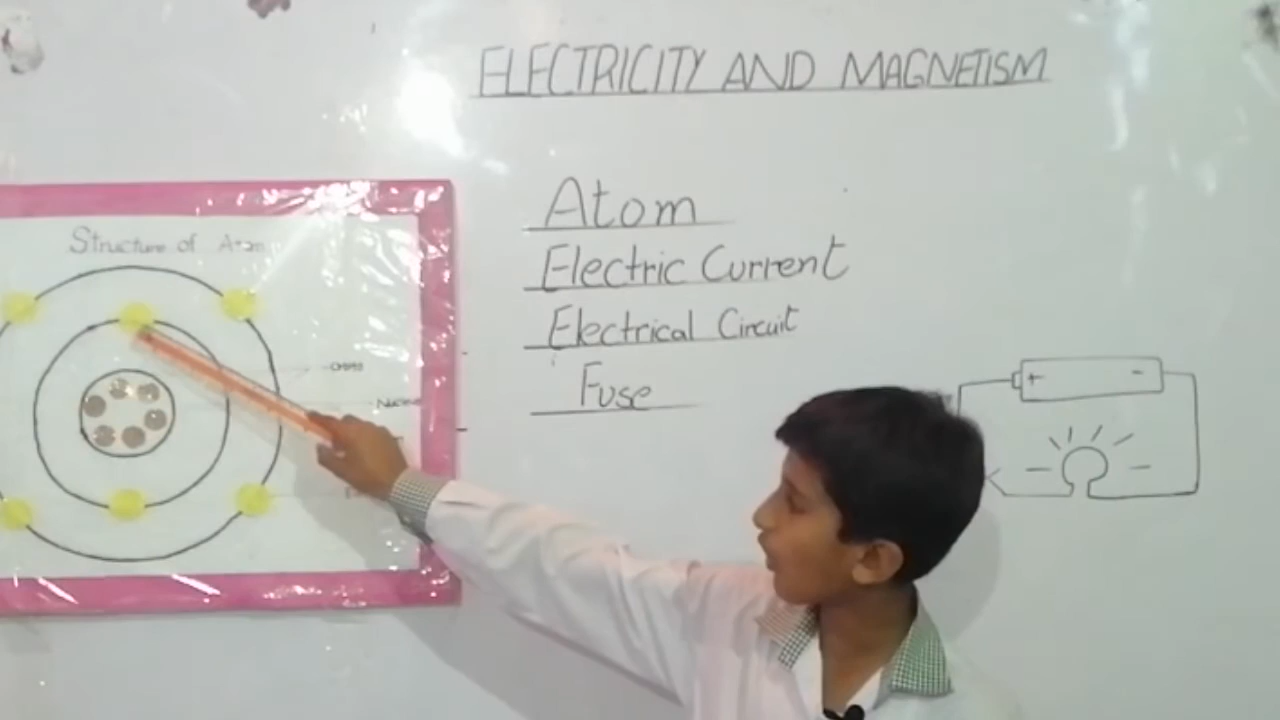 ELECTRICITY AND MAGNETISM
Structure of Atom
Atom
Electric Current
Electrical Circuit
Fuse
+ -